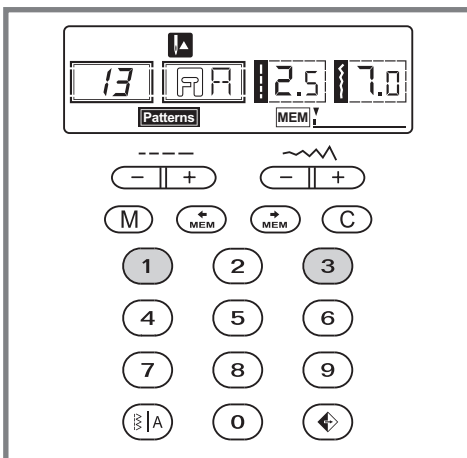 13 A A 2.5 7.0
Patterns MEM
− + − +
M MEM MEM C
1 2 3
4 5 6
7 8 9
A 0